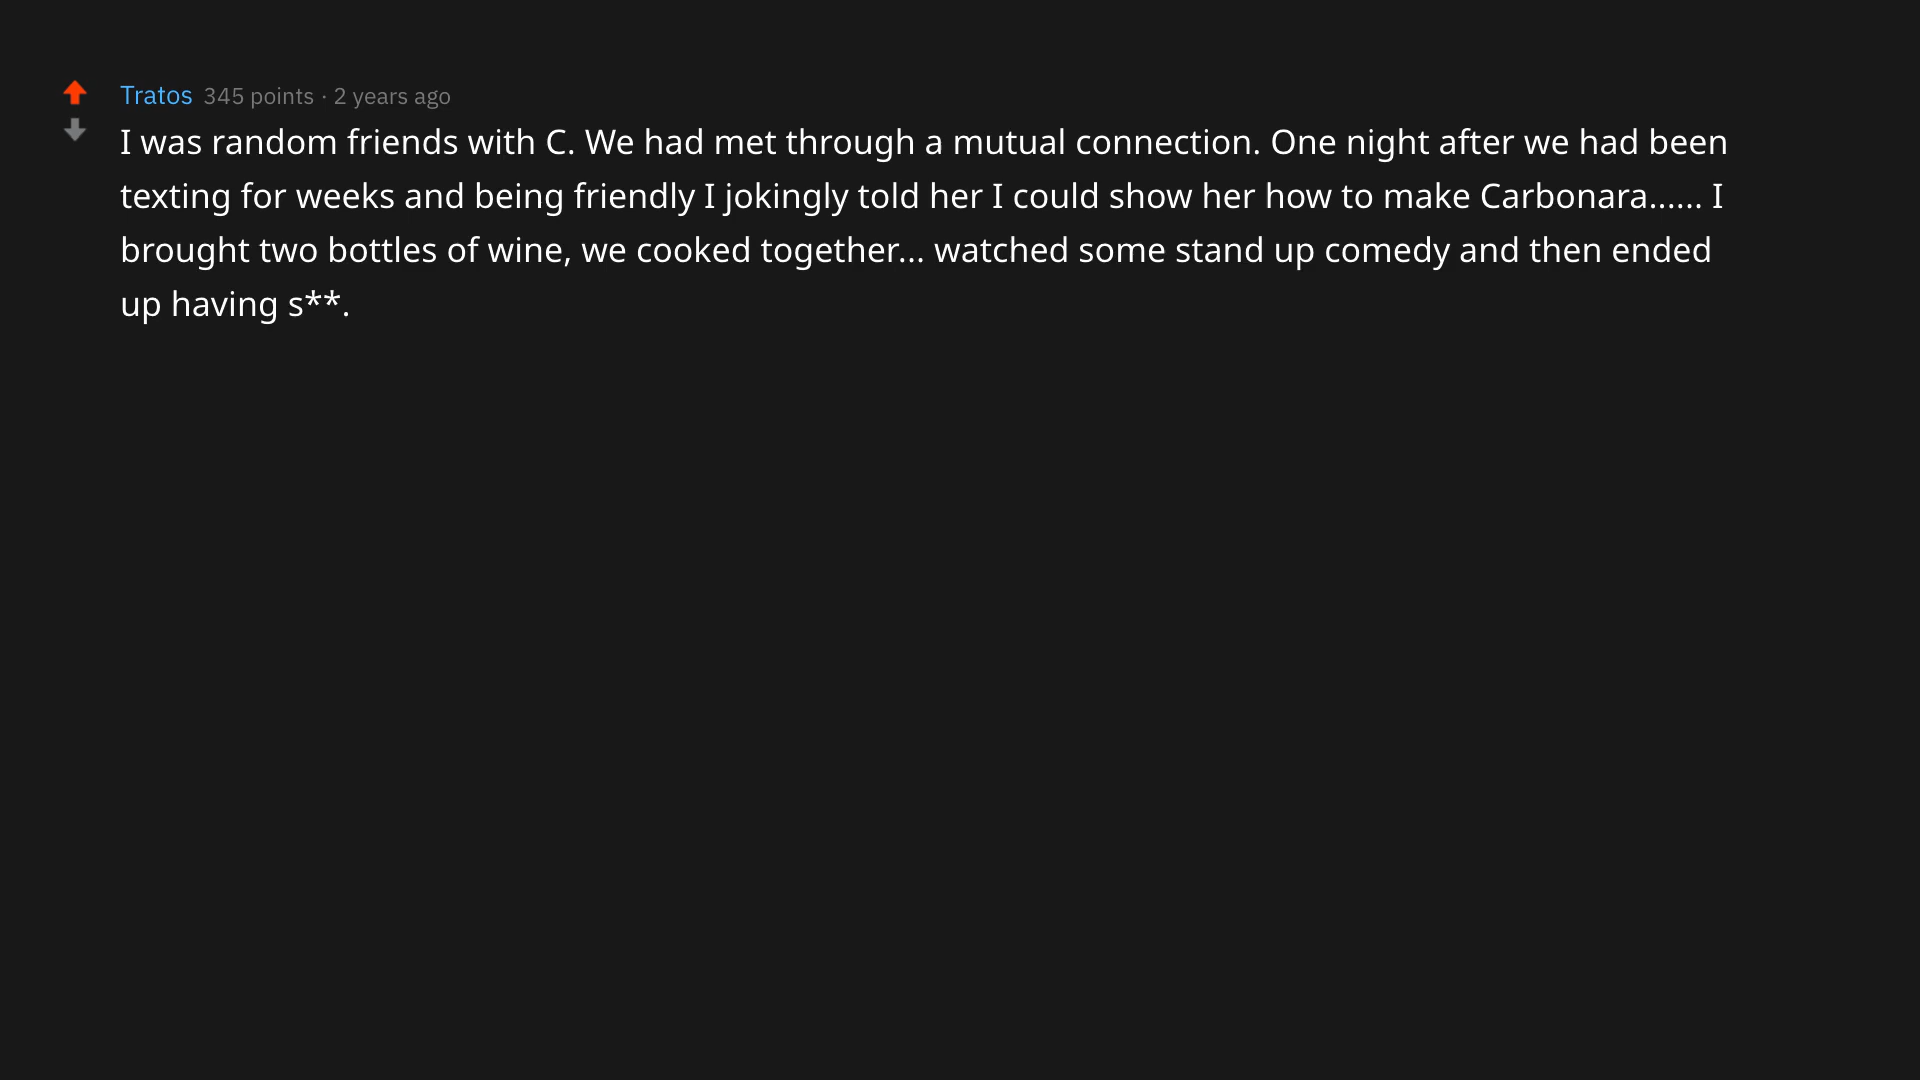 Tratos 345 points · 2 years ago
I was random friends with C. We had met through a mutual connection. One night after we had been
texting for weeks and being friendly I jokingly told her I could show her how to make Carbonara...... I
brought two bottles of wine, we cooked together... watched some stand up comedy and then ended
up having s**.